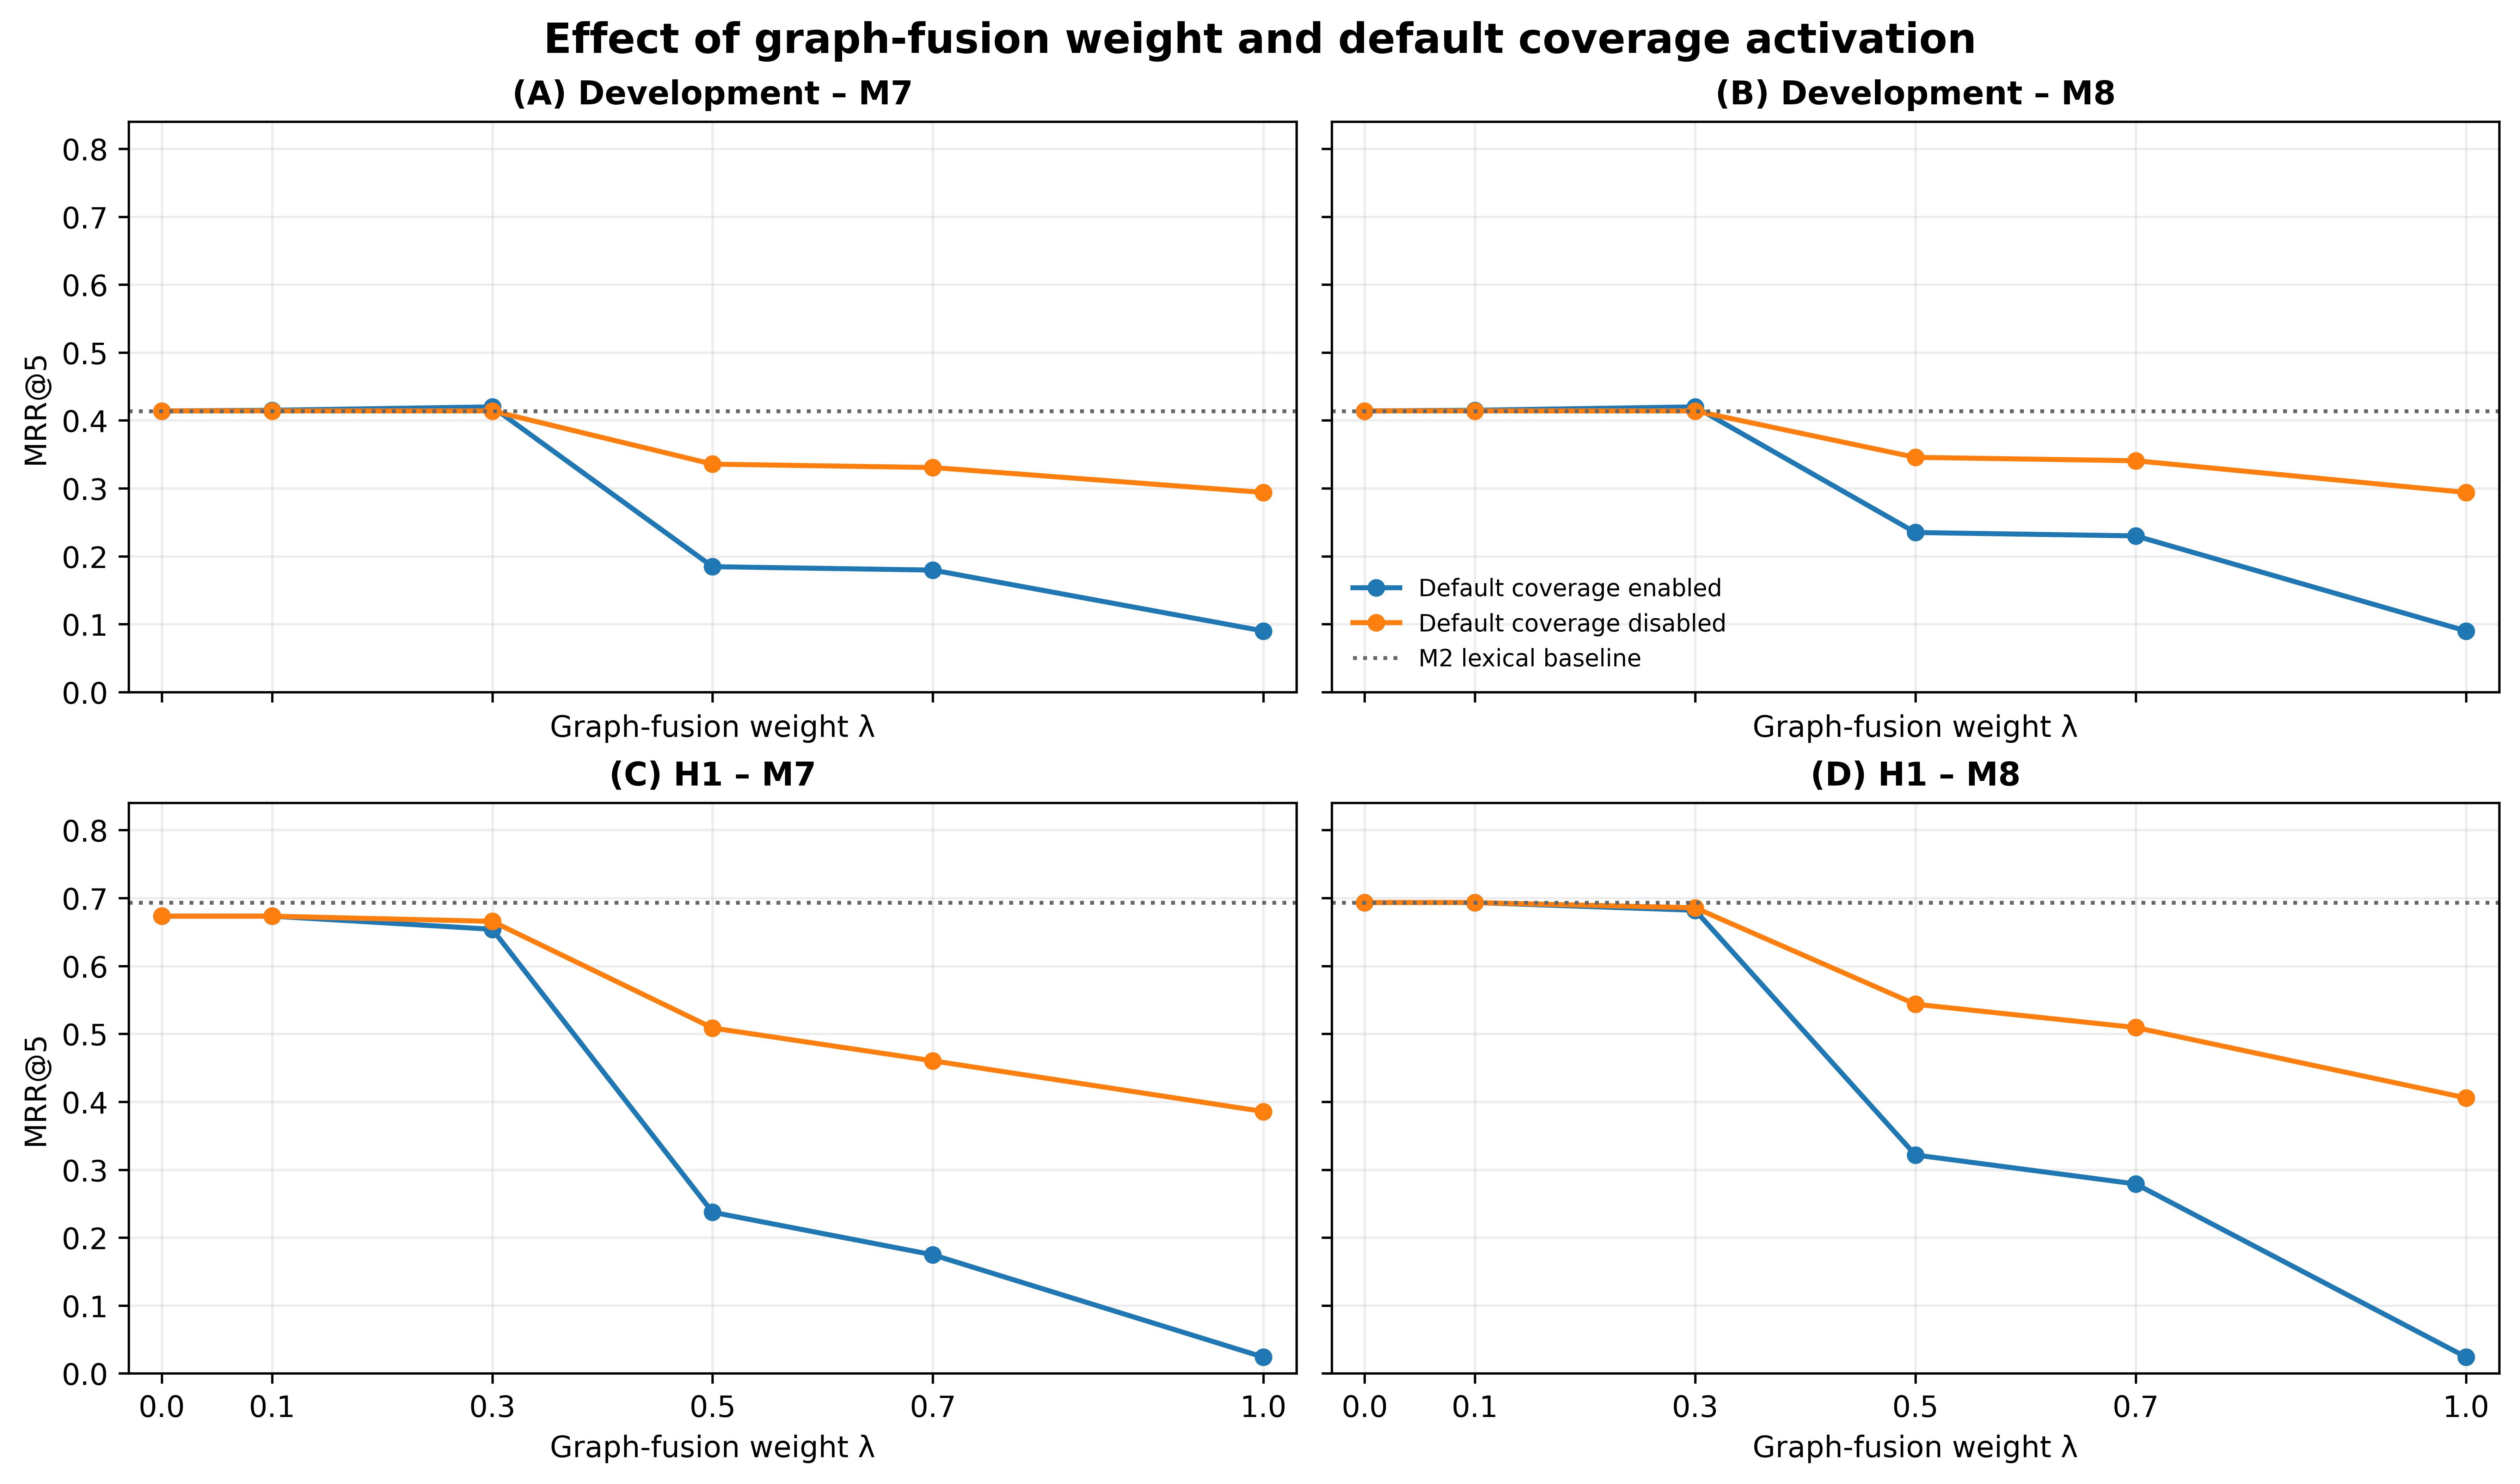 Effect of graph-fusion weight and default coverage activation
(A) Development – M7
(B) Development – M8
0.8
0.7
0.6
0.5
0.4
0.3
0.2
0.1
0.0
MRR@5
Default coverage enabled
Default coverage disabled
M2 lexical baseline
Graph-fusion weight λ
Graph-fusion weight λ
(C) H1 – M7
(D) H1 – M8
0.8
0.7
0.6
0.5
0.4
0.3
0.2
0.1
0.0
MRR@5
0.0 0.1 0.3 0.5 0.7 1.0
0.0 0.1 0.3 0.5 0.7 1.0
Graph-fusion weight λ
Graph-fusion weight λ